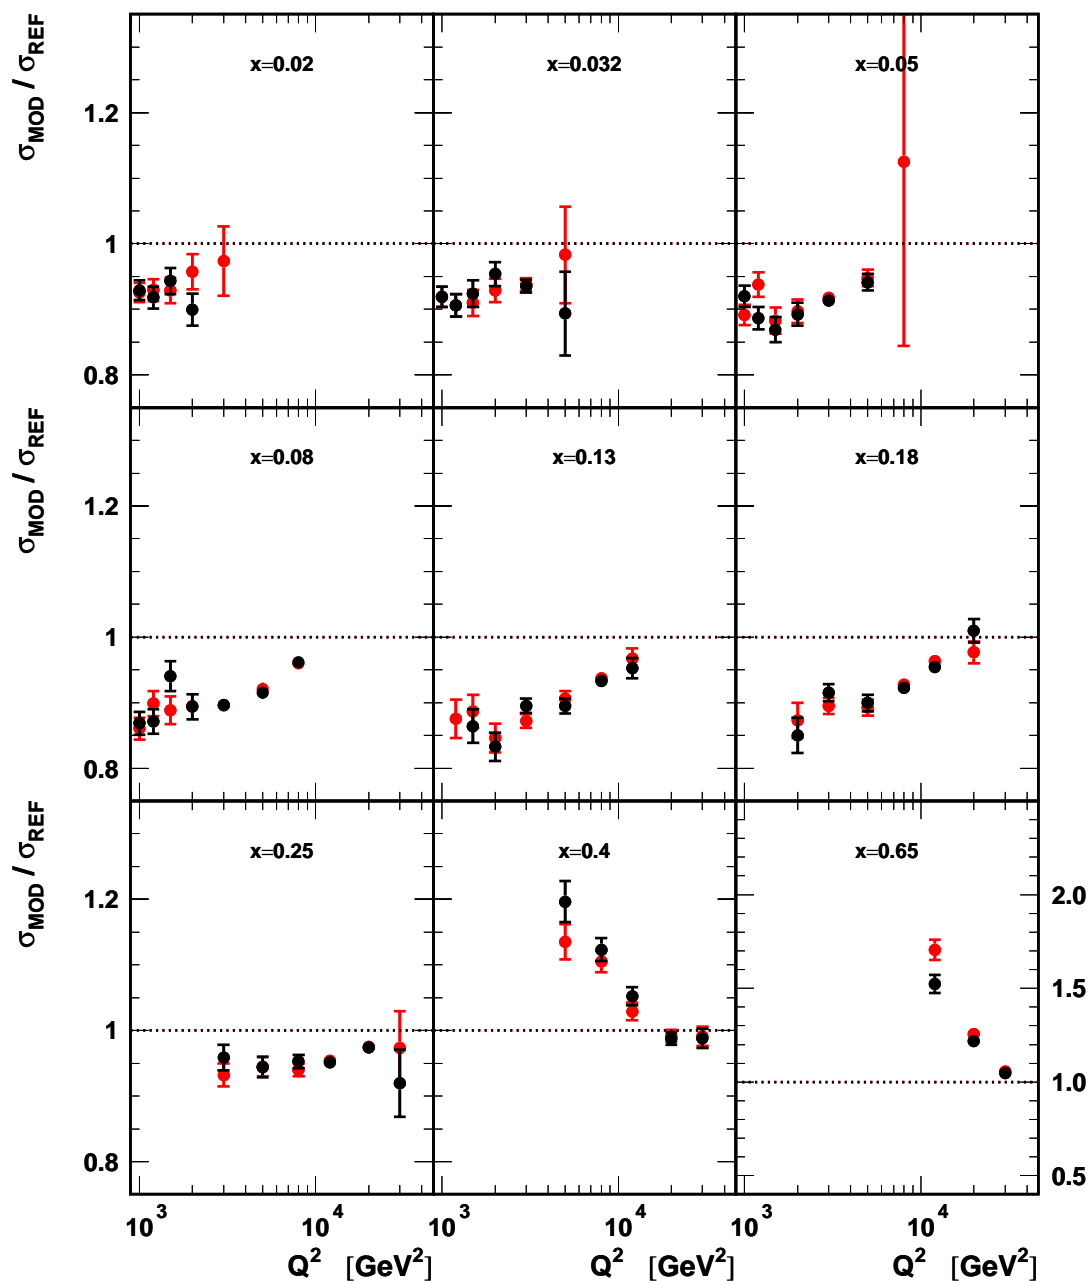 σMOD / σREF
x=0.02
x=0.032
x=0.05
1.2
1
0.8
σMOD / σREF
x=0.08
x=0.13
x=0.18
1.2
1
0.8
σMOD / σREF
x=0.25
x=0.4
x=0.65
1.2
1
0.8
2.0
1.5
1.0
0.5
10³ 10⁴ 10³ 10⁴ 10³ 10⁴
Q² [GeV²] Q² [GeV²] Q² [GeV²]